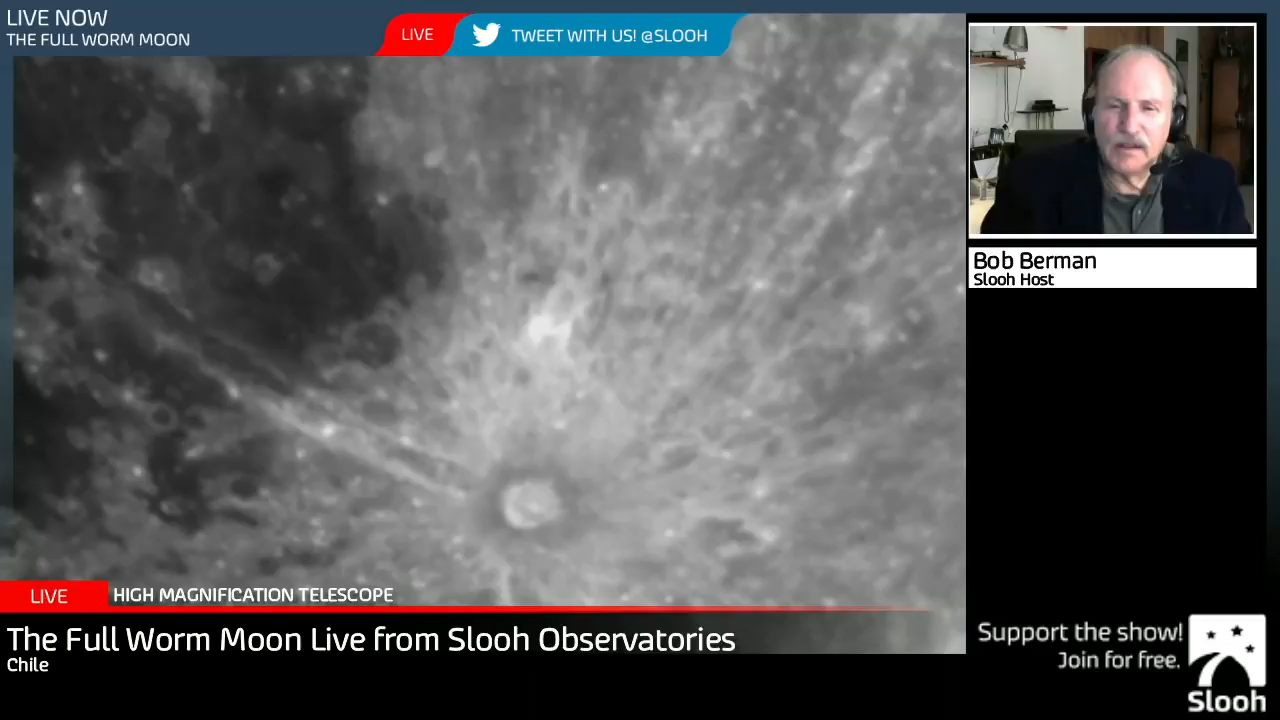 LIVE NOW
THE FULL WORM MOON
LIVE
TWEET WITH US! @SLOOH
Bob Berman
Slooh Host
LIVE
HIGH MAGNIFICATION TELESCOPE
The Full Worm Moon Live from Slooh Observatories
Chile
Support the show!
Join for free.
Slooh